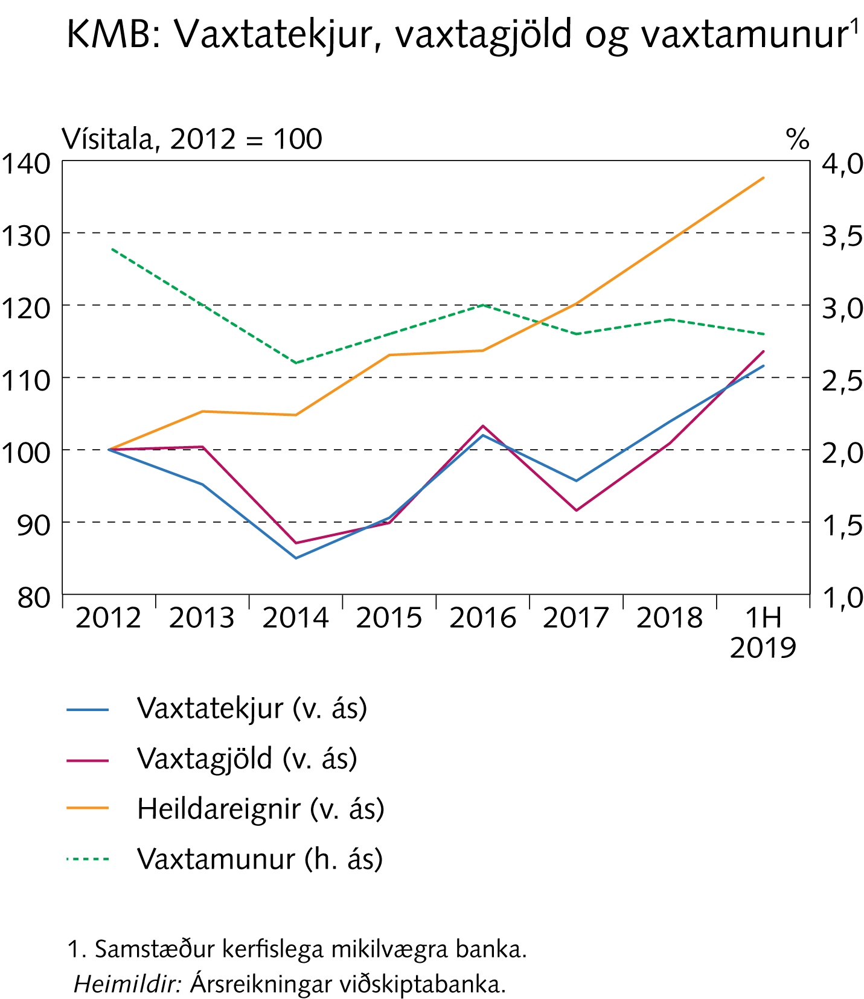 KMB: Vaxtatekjur, vaxtagjöld og vaxtamunur¹
Vísitala, 2012 = 100 %
140 4,0
130 3,5
120 3,0
110 2,5
100 2,0
90 1,5
80 1,0
2012 2013 2014 2015 2016 2017 2018 1H
2019
Vaxtatekjur (v. ás)
Vaxtagjöld (v. ás)
Heildareignir (v. ás)
Vaxtamunur (h. ás)
1. Samstæður kerfislega mikilvægra banka.
Heimildir: Ársreikningar viðskiptabanka.